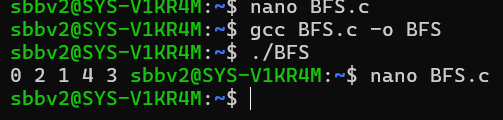 sbbv2@SYS-V1KR4M:~$ nano BFS.c
sbbv2@SYS-V1KR4M:~$ gcc BFS.c -o BFS
sbbv2@SYS-V1KR4M:~$ ./BFS
0 2 1 4 3 sbbv2@SYS-V1KR4M:~$ nano BFS.c
sbbv2@SYS-V1KR4M:~$